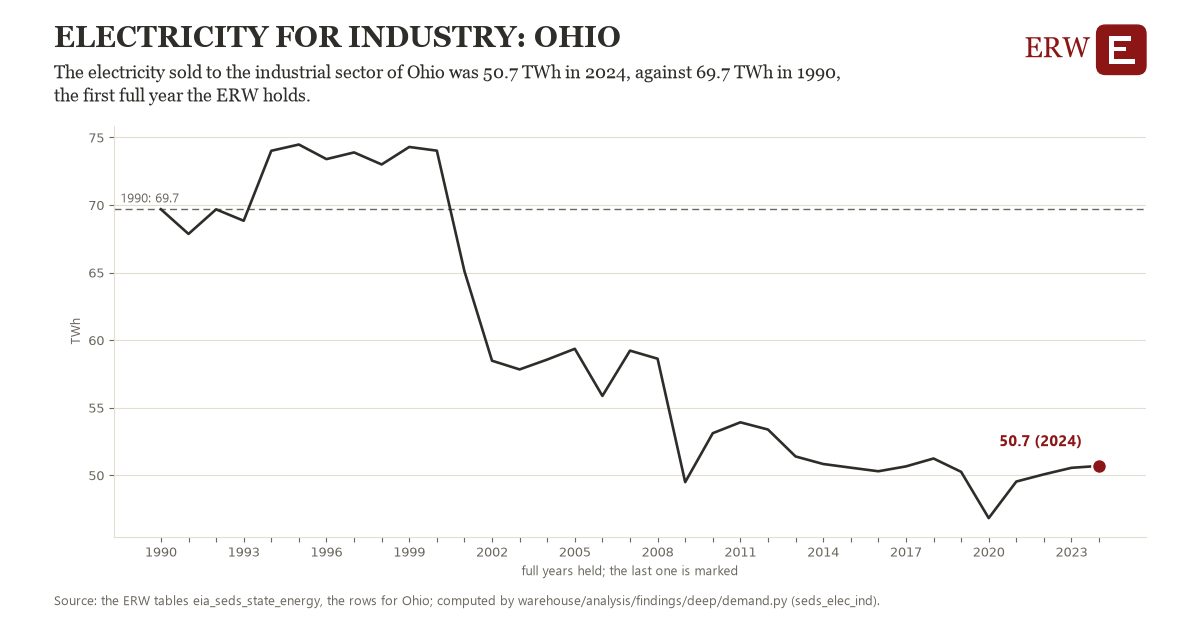 ELECTRICITY FOR INDUSTRY: OHIO
The electricity sold to the industrial sector of Ohio was 50.7 TWh in 2024, against 69.7 TWh in 1990,
the first full year the ERW holds.
ERW E
75
70
65
60
55
50
TWh
1990: 69.7
50.7 (2024)
1990 1993 1996 1999 2002 2005 2008 2011 2014 2017 2020 2023
full years held; the last one is marked
Source: the ERW tables eia_seds_state_energy, the rows for Ohio; computed by warehouse/analysis/findings/deep/demand.py (seds_elec_ind).